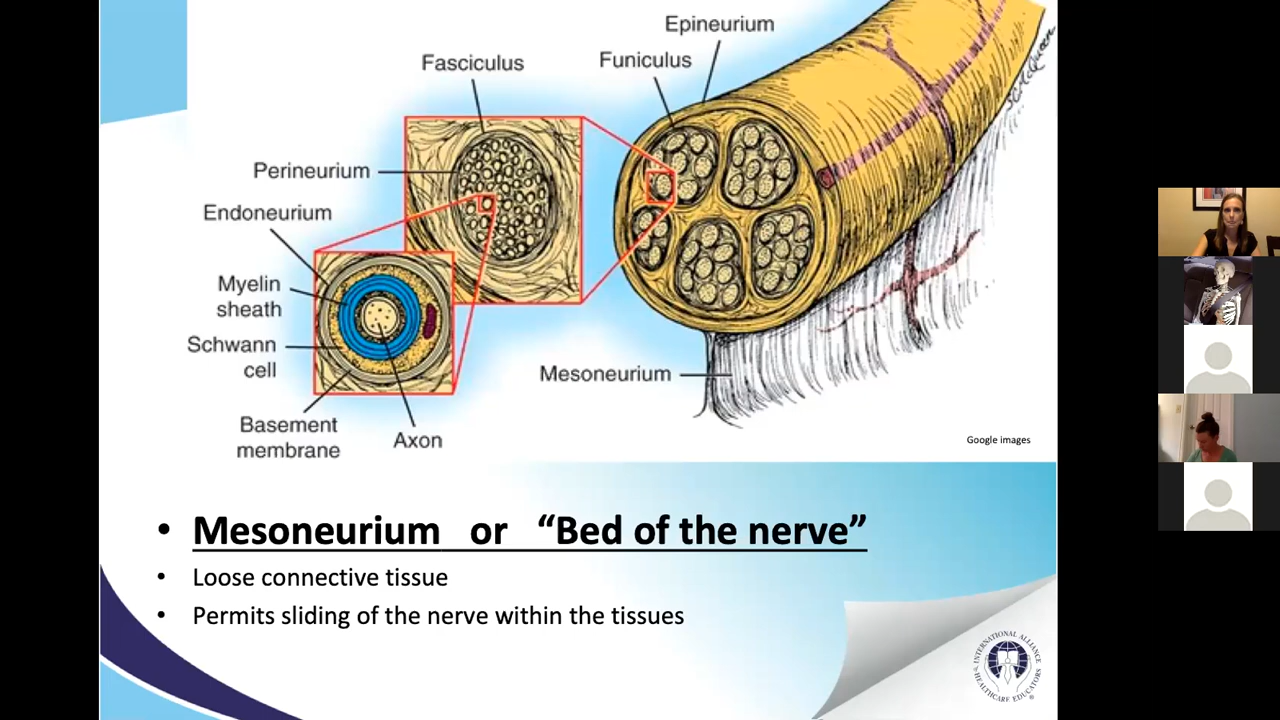 Epineurium
Funiculus
Fasciculus
Perineurium
Endoneurium
Myelin
sheath
Schwann
cell
Basement
membrane
Axon
Mesoneurium
Google images
• Mesoneurium or “Bed of the nerve”
• Loose connective tissue
• Permits sliding of the nerve within the tissues
INTERNATIONAL ALLIANCE
HEALTHCARE EDUCATORS